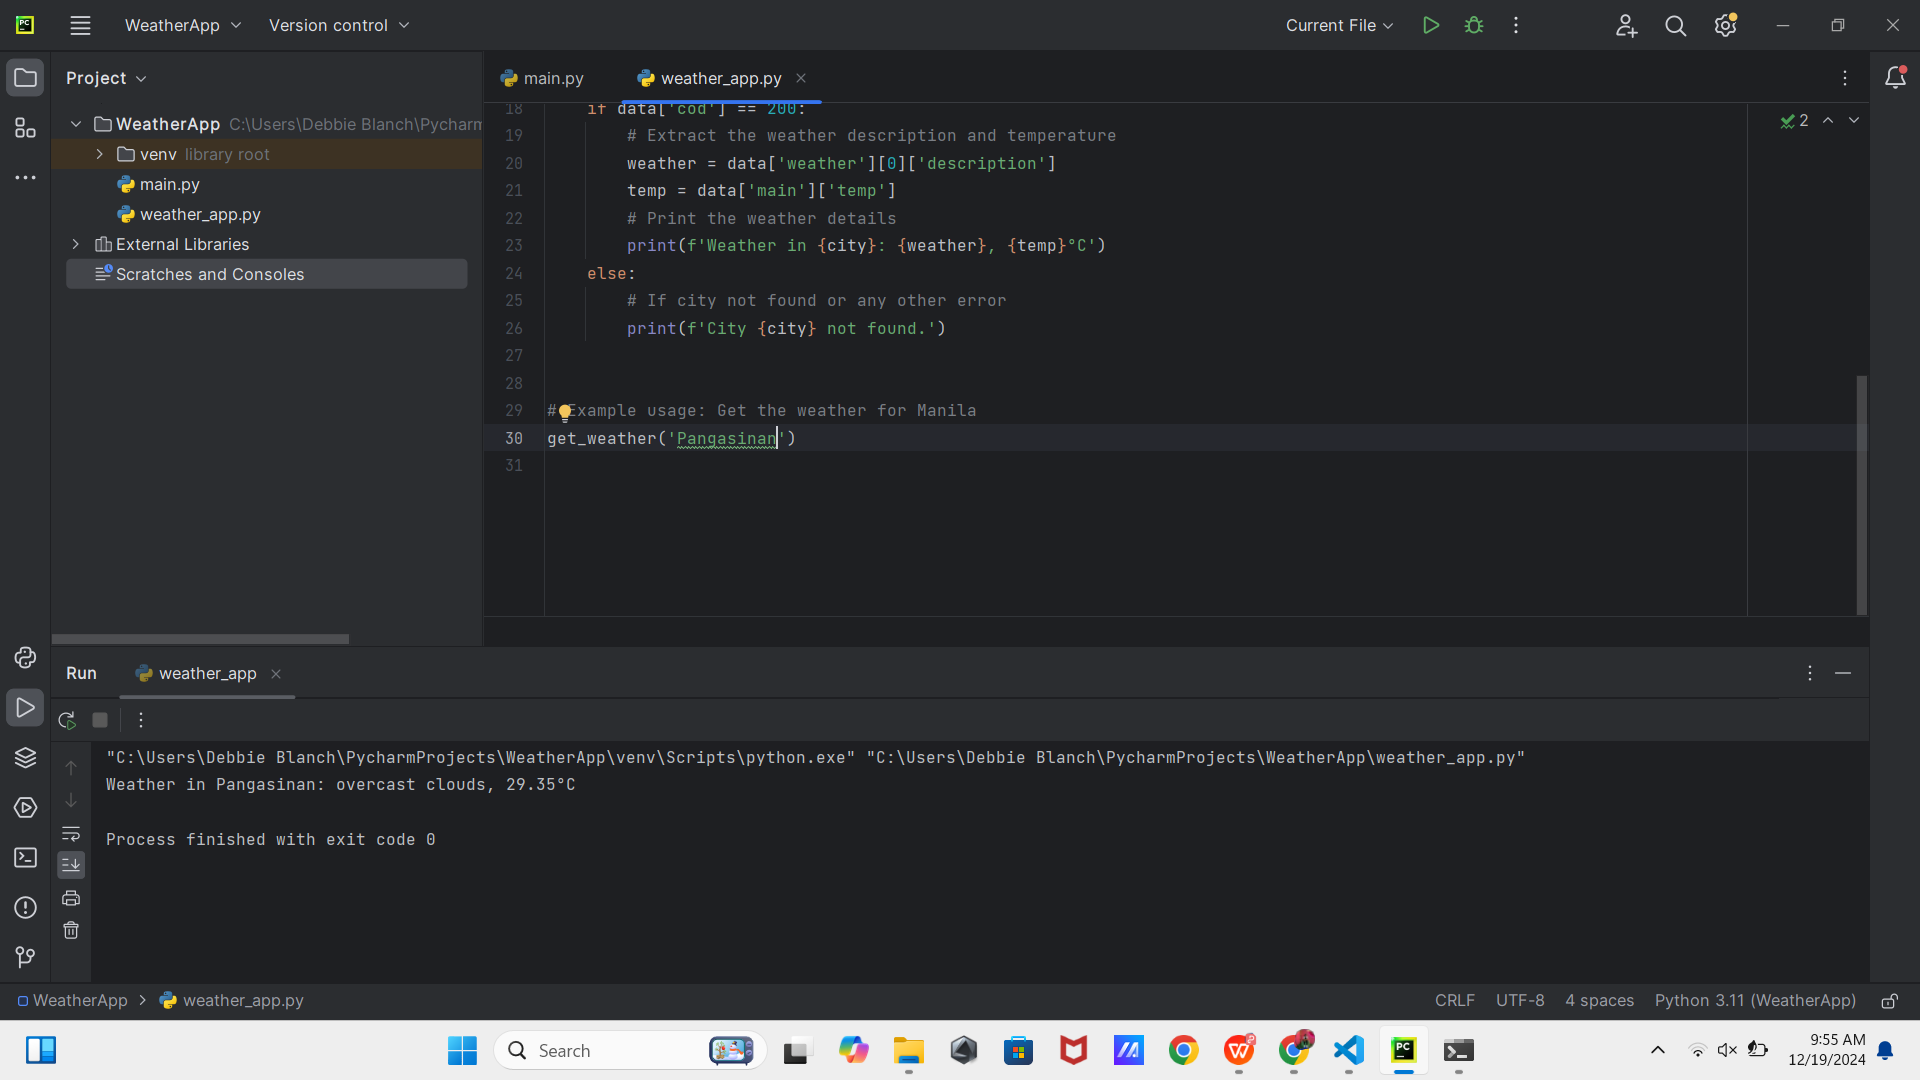 WeatherApp
Version control
Current File
Project
main.py
weather_app.py
WeatherApp C:\Users\Debbie Blanch\Pycharm
venv library root
main.py
weather_app.py
External Libraries
Scratches and Consoles
2
18 if data['cod'] == 200:
19 # Extract the weather description and temperature
20 weather = data['weather'][0]['description']
21 temp = data['main']['temp']
22 # Print the weather details
23 print(f'Weather in {city}: {weather}, {temp}°C')
24 else:
25 # If city not found or any other error
26 print(f'City {city} not found.')
27
28
29 # Example usage: Get the weather for Manila
30 get_weather('Pangasinan')
31
Run
weather_app
"C:\Users\Debbie Blanch\PycharmProjects\WeatherApp\venv\Scripts\python.exe" "C:\Users\Debbie Blanch\PycharmProjects\WeatherApp\weather_app.py"
Weather in Pangasinan: overcast clouds, 29.35°C
Process finished with exit code 0
WeatherApp > weather_app.py
CRLF UTF-8 4 spaces Python 3.11 (WeatherApp)
Search
9:55 AM
12/19/2024